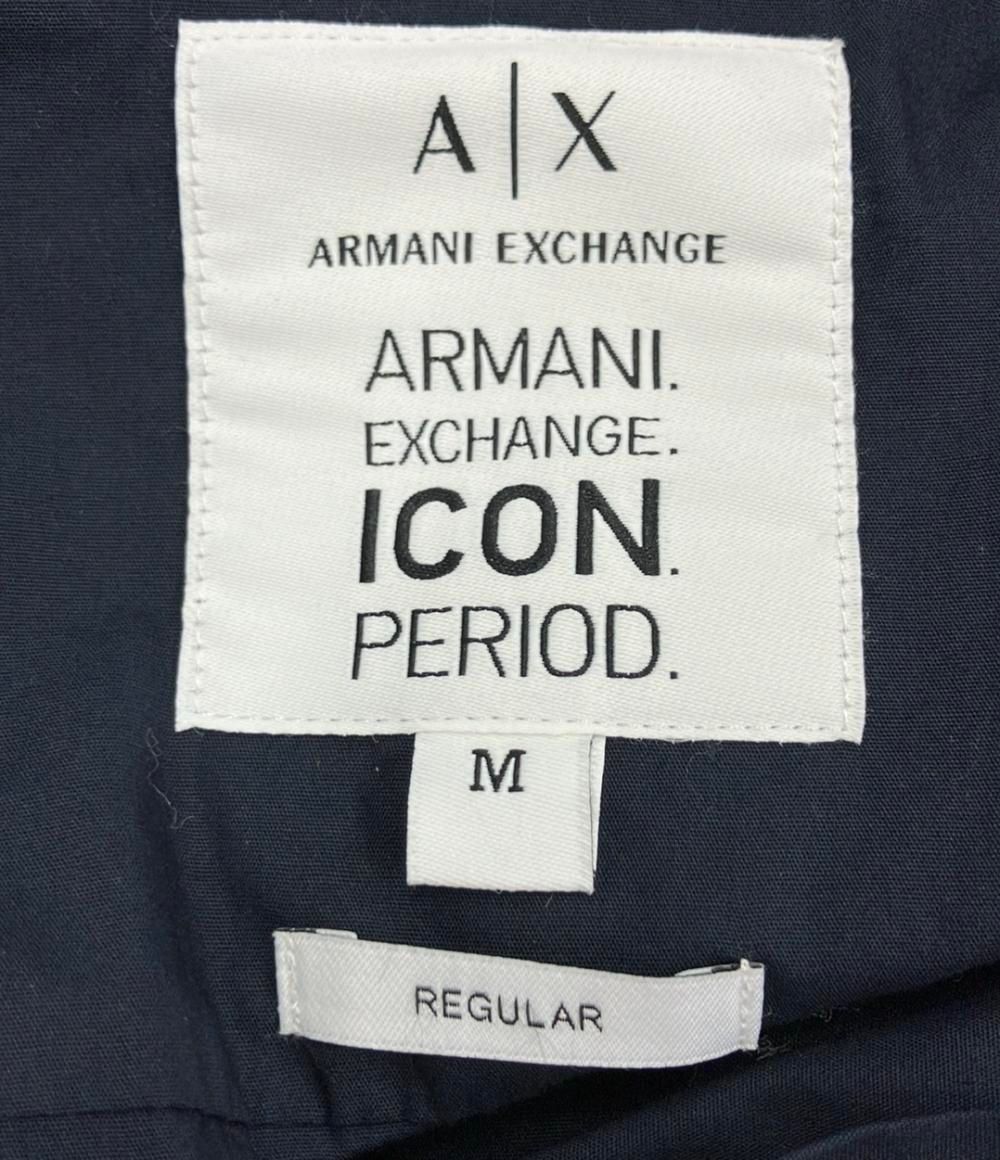 A|X
ARMANI EXCHANGE
ARMANI.
EXCHANGE.
ICON.
PERIOD.
M
REGULAR